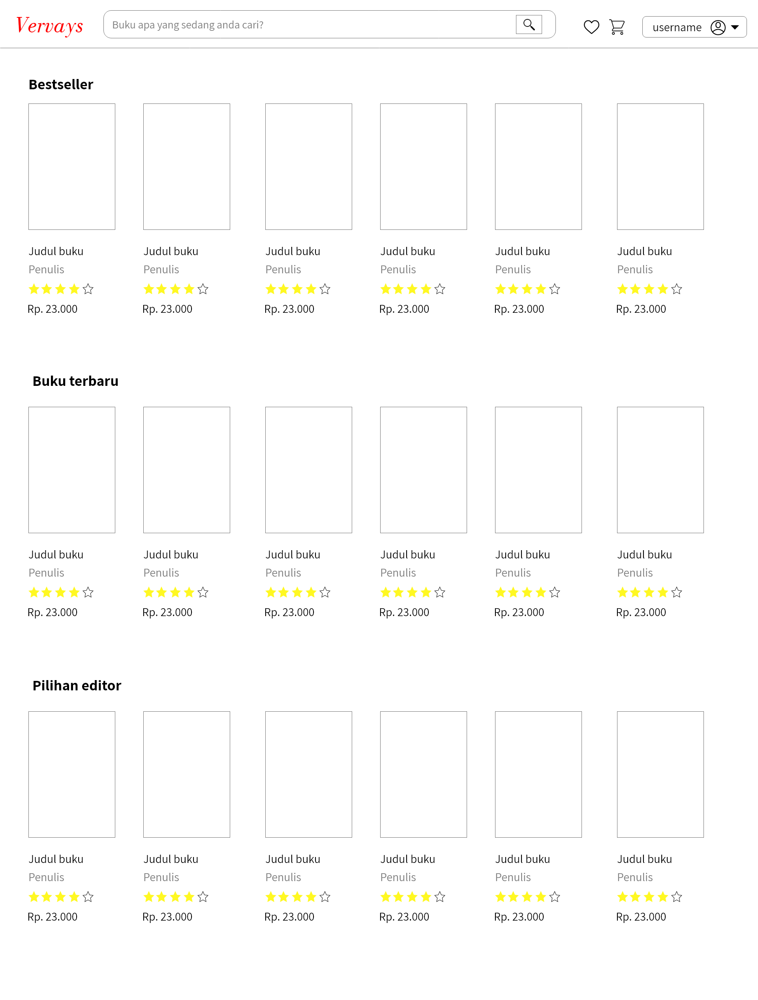 Vervays
Buku apa yang sedang anda cari?
username
Bestseller
Judul buku Judul buku Judul buku Judul buku Judul buku Judul buku
Penulis Penulis Penulis Penulis Penulis Penulis
Rp. 23.000 Rp. 23.000 Rp. 23.000 Rp. 23.000 Rp. 23.000 Rp. 23.000
Buku terbaru
Judul buku Judul buku Judul buku Judul buku Judul buku Judul buku
Penulis Penulis Penulis Penulis Penulis Penulis
Rp. 23.000 Rp. 23.000 Rp. 23.000 Rp. 23.000 Rp. 23.000 Rp. 23.000
Pilihan editor
Judul buku Judul buku Judul buku Judul buku Judul buku Judul buku
Penulis Penulis Penulis Penulis Penulis Penulis
Rp. 23.000 Rp. 23.000 Rp. 23.000 Rp. 23.000 Rp. 23.000 Rp. 23.000